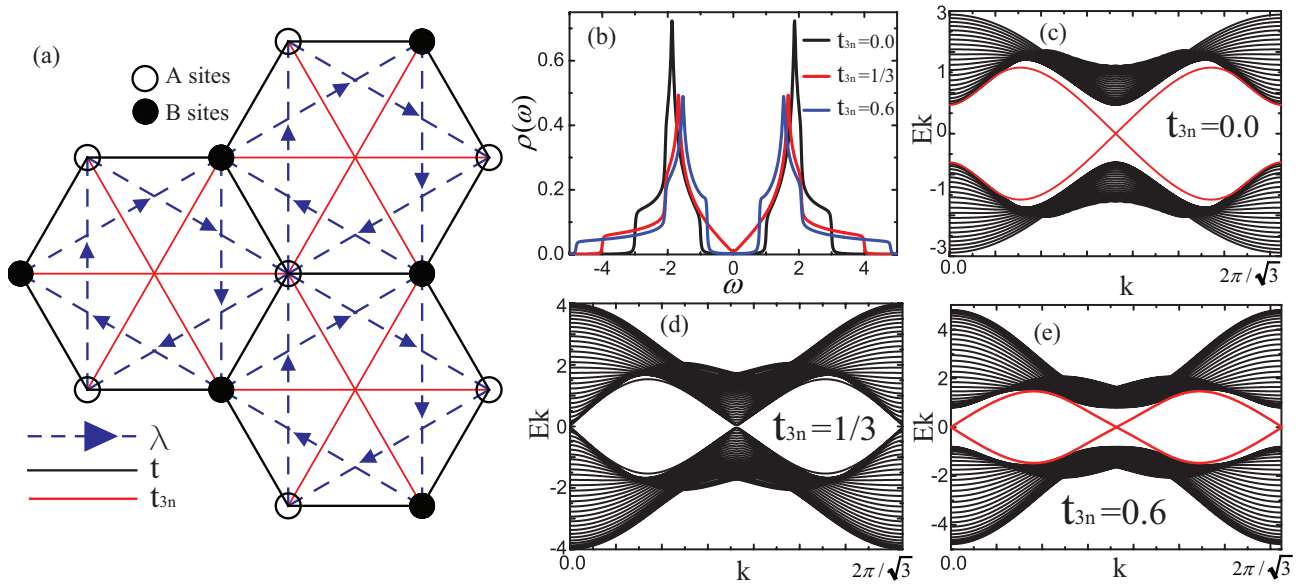 (a)
A sites
B sites
λ
t
t₃ₙ
(b)
t₃ₙ=0.0
t₃ₙ=1/3
t₃ₙ=0.6
ρ(ω)
0.6
0.4
0.2
0.0
-4 -2 0 2 4
ω
(c)
Ek
3
1
0
-1
-3
t₃ₙ=0.0
0.0 k 2π/√3
(d)
Ek
4
2
0
-2
-4
t₃ₙ=1/3
0.0 k 2π/√3
(e)
Ek
4
2
1
0
-1
-2
-4
t₃ₙ=0.6
0.0 k 2π/√3